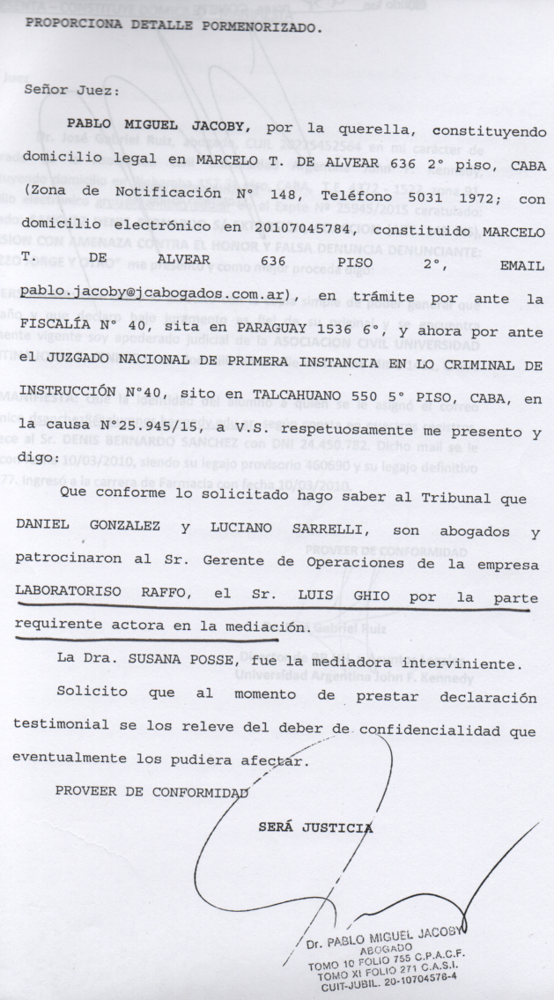 PROPORCIONA DETALLE PORMENORIZADO.
Señor Juez:
PABLO MIGUEL JACOBY, por la querella, constituyendo
domicilio legal en MARCELO T. DE ALVEAR 636 2° piso, CABA
(Zona de Notificación N° 148, Teléfono 5031 1972; con
domicilio electrónico en 20107045784, constituido MARCELO
T. DE ALVEAR 636 PISO 2°, EMAIL
pablo.jacoby@jcabogados.com.ar), en trámite por ante la
FISCALÍA N° 40, sita en PARAGUAY 1536 6°, y ahora por ante
el JUZGADO NACIONAL DE PRIMERA INSTANCIA EN LO CRIMINAL DE
INSTRUCCIÓN N°40, sito en TALCAHUANO 550 5° PISO, CABA, en
la causa N°25.945/15, a V.S. respetuosamente me presento y
digo:
Que conforme lo solicitado hago saber al Tribunal que
DANIEL GONZALEZ y LUCIANO SARRELLI, son abogados y
patrocinaron al Sr. Gerente de Operaciones de la empresa
LABORATORISO RAFFO, el Sr. LUIS GHIO por la parte
requirente actora en la mediación.
La Dra. SUSANA POSSE, fue la mediadora interviniente.
Solicito que al momento de prestar declaración
testimonial se los releve del deber de confidencialidad que
eventualmente los pudiera afectar.
PROVEER DE CONFORMIDAD
SERÁ JUSTICIA
Dr. PABLO MIGUEL JACOBY
ABOGADO
TOMO 10 FOLIO 755 C.P.A.C.F.
TOMO XI FOLIO 271 C.A.S.I.
CUIT-JUBIL. 20-10704578-4